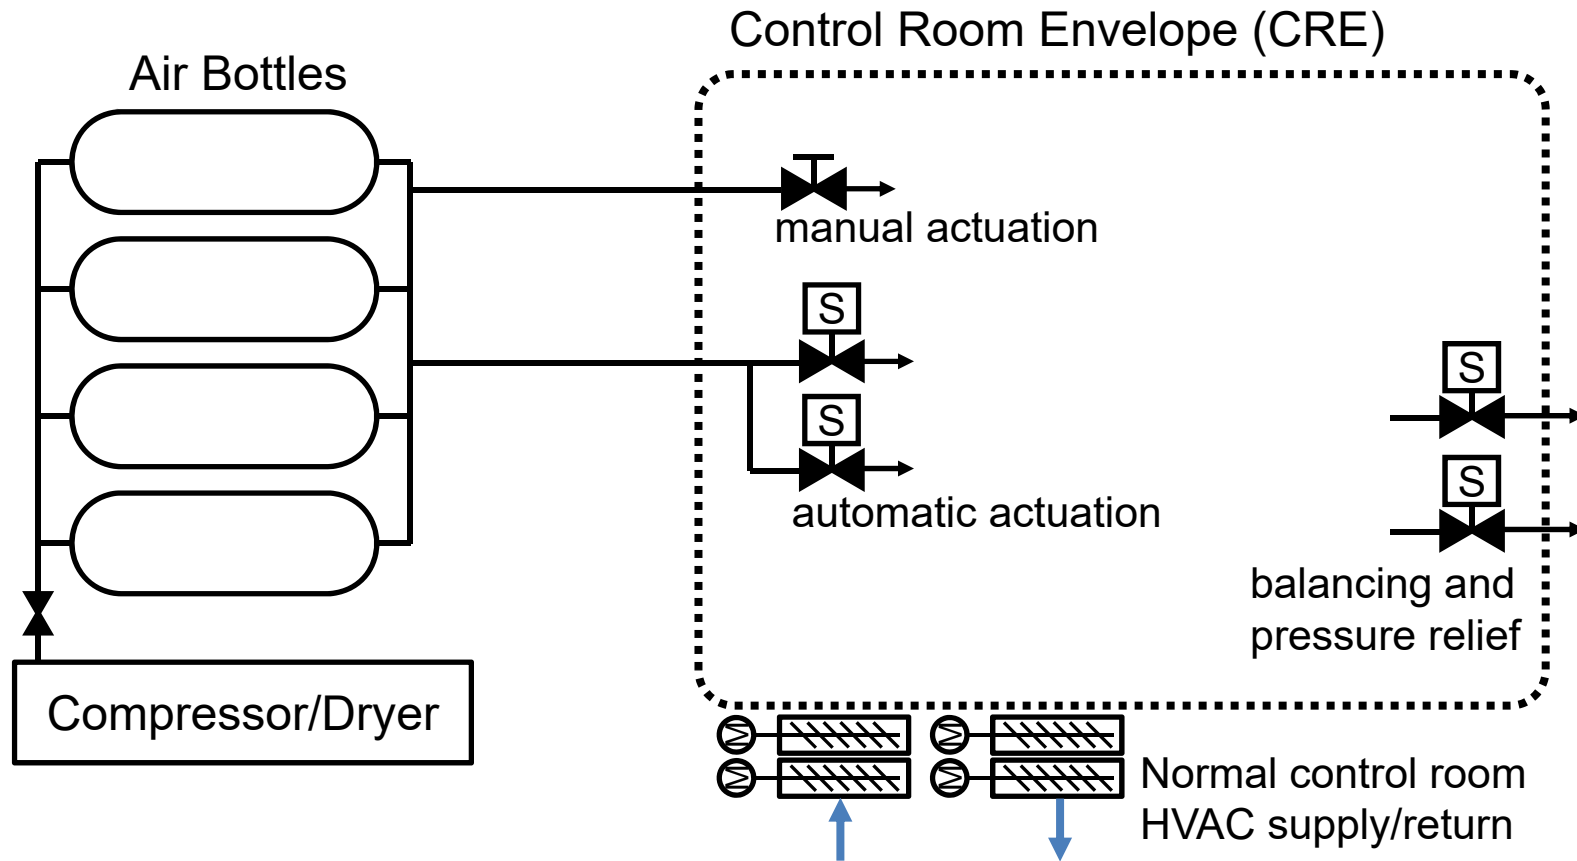 Control Room Envelope (CRE)
Air Bottles
manual actuation
S
S
automatic actuation
S
S
balancing and
pressure relief
Compressor/Dryer
M
M
M
M
Normal control room
HVAC supply/return